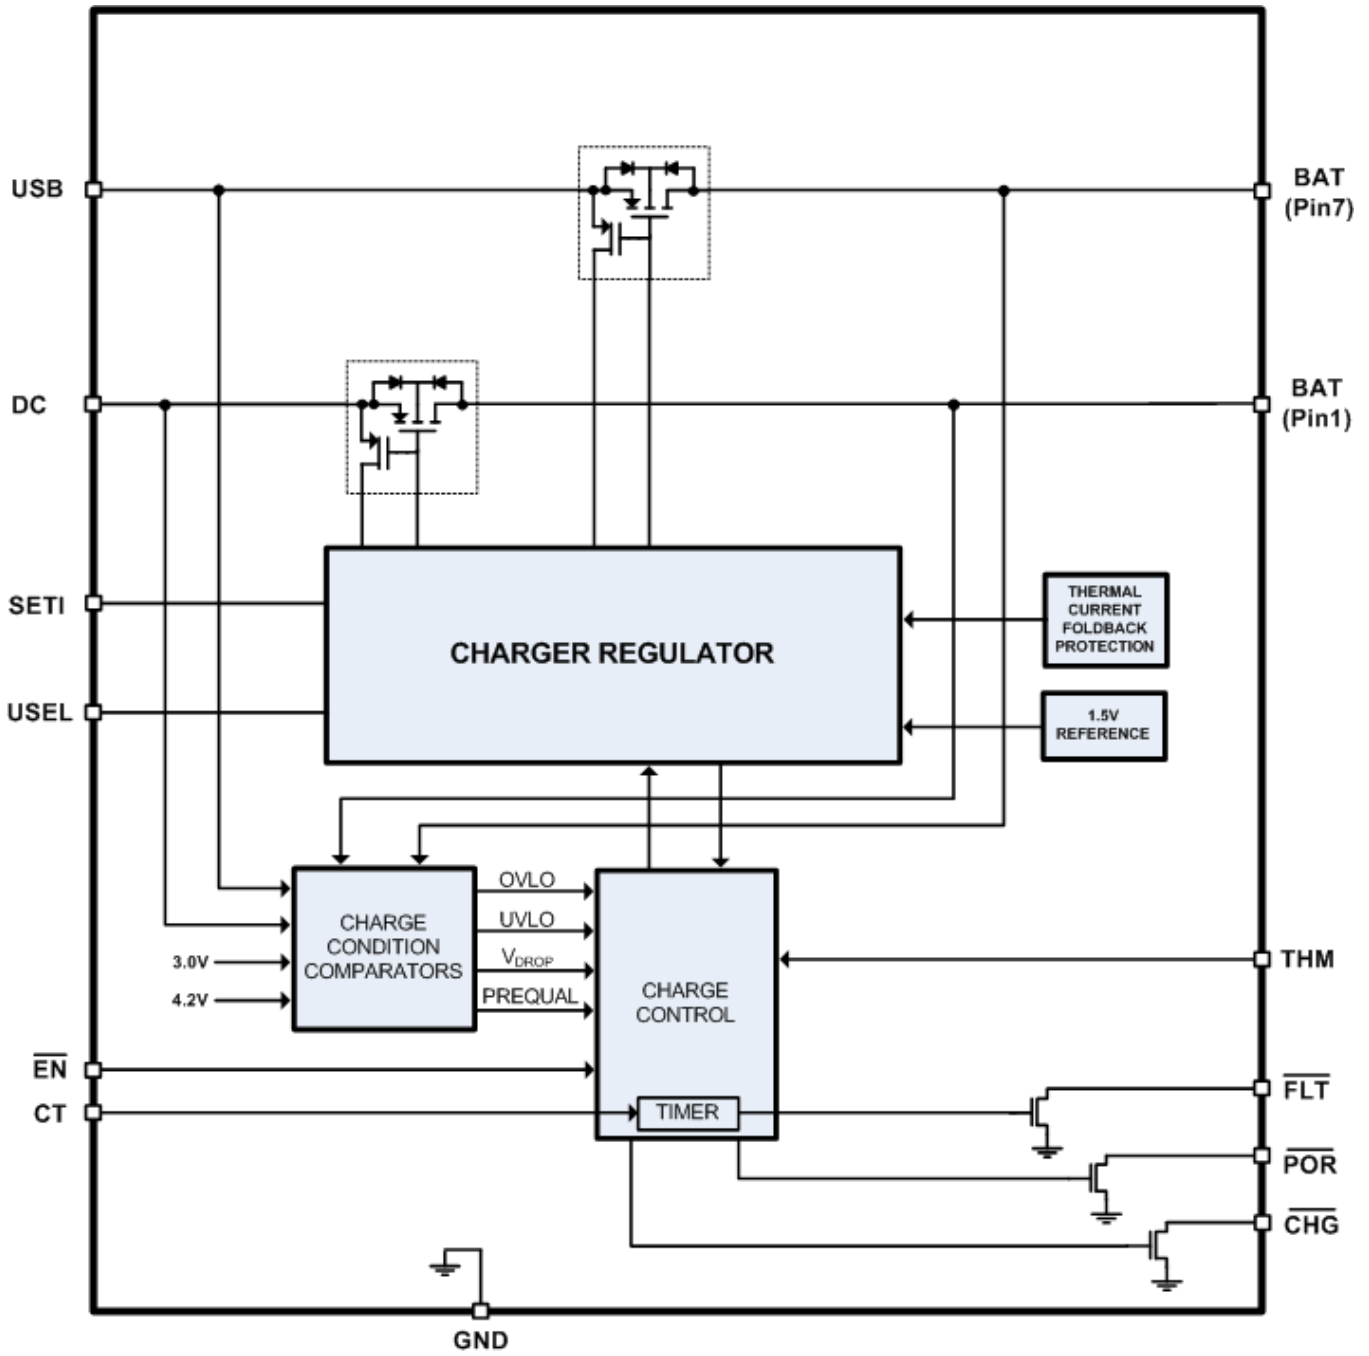 USB
BAT
(Pin7)
DC
BAT
(Pin1)
SETI
THERMAL
CURRENT
FOLDBACK
PROTECTION
CHARGER REGULATOR
USEL
1.5V
REFERENCE
OVLO
CHARGE
CONDITION
COMPARATORS
UVLO
3.0V
VDROP
THM
4.2V
PREQUAL
CHARGE
CONTROL
EN
CT
TIMER
FLT
POR
CHG
GND